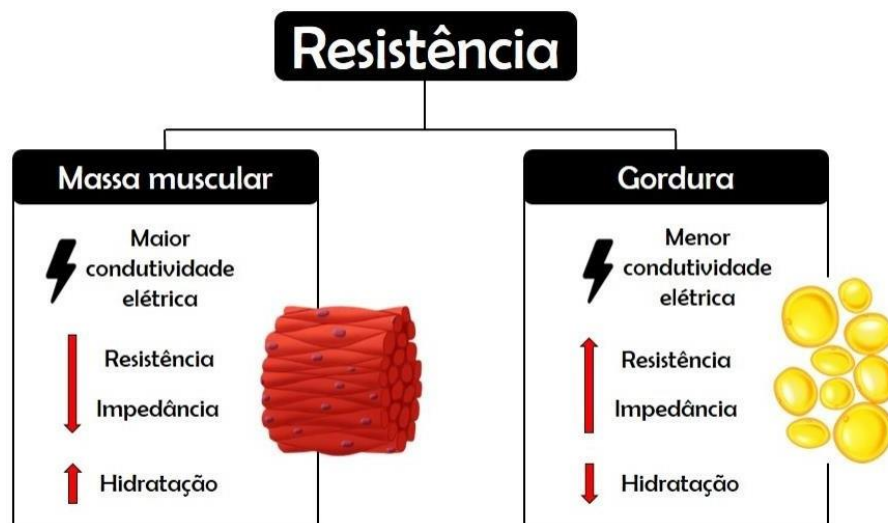 Resistência
Massa muscular
Maior
condutividade
elétrica
Resistência
Impedância
Hidratação
Gordura
Menor
condutividade
elétrica
Resistência
Impedância
Hidratação